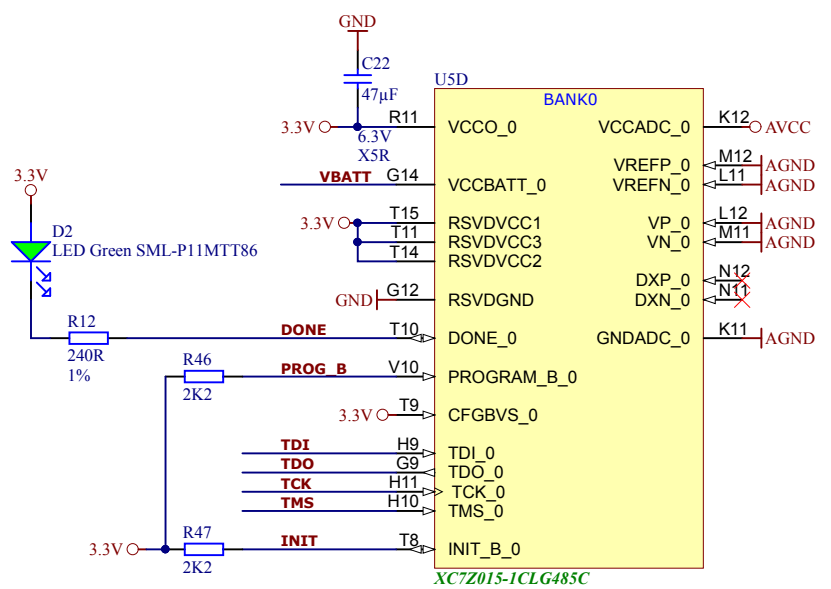 GND
C22
47µF
U5D
BANK0
3.3V
R11
VCCO_0
VCCADC_0
K12
AVCC
6.3V
X5R
VREFP_0
M12
AGND
3.3V
VBATT
G14
VCCBATT_0
VREFN_0
L11
AGND
3.3V
T15
RSVDVCC1
VP_0
L12
AGND
D2
T11
RSVDVCC3
VN_0
M11
AGND
LED Green SML-P11MTT86
T14
RSVDVCC2
DXP_0
N12
GND
G12
RSVDGND
DXN_0
N11
R12
DONE
T10
DONE_0
GNDADC_0
K11
AGND
240R
1%
R46
PROG_B
V10
PROGRAM_B_0
2K2
3.3V
T9
CFGBVS_0
TDI
H9
TDI_0
TDO
G9
TDO_0
TCK
H11
TCK_0
TMS
H10
TMS_0
R47
3.3V
INIT
T8
INIT_B_0
2K2
XC7Z015-1CLG485C